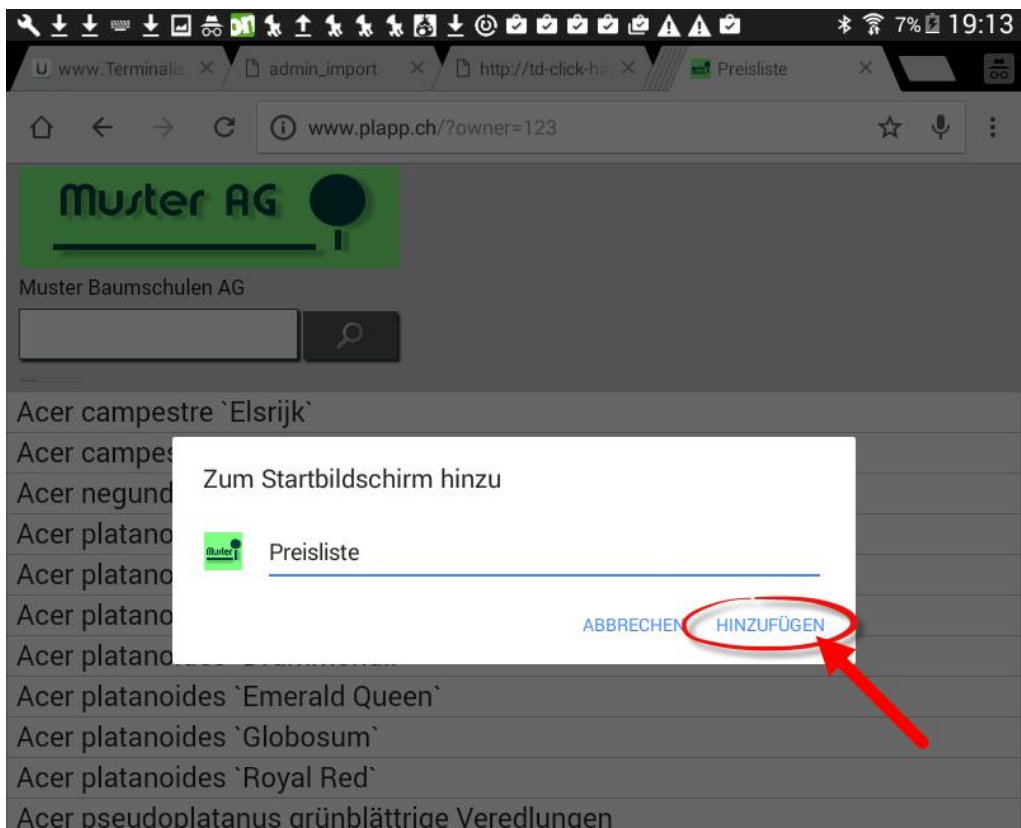 7% 19:13
www.Terminalis admin_import http://td-click-ha Preisliste
www.plapp.ch/?owner=123
Muster AG
Muster Baumschulen AG
Acer campestre `Elsrijk`
Acer campes
Acer negund
Zum Startbildschirm hinzu
Acer platano
Muster
Preisliste
Acer platano
Acer platano
ABBRECHEN HINZUFÜGEN
Acer platanoides
Acer platanoides `Emerald Queen`
Acer platanoides `Globosum`
Acer platanoides `Royal Red`
Acer pseudoplatanus grünblättrige Veredlungen